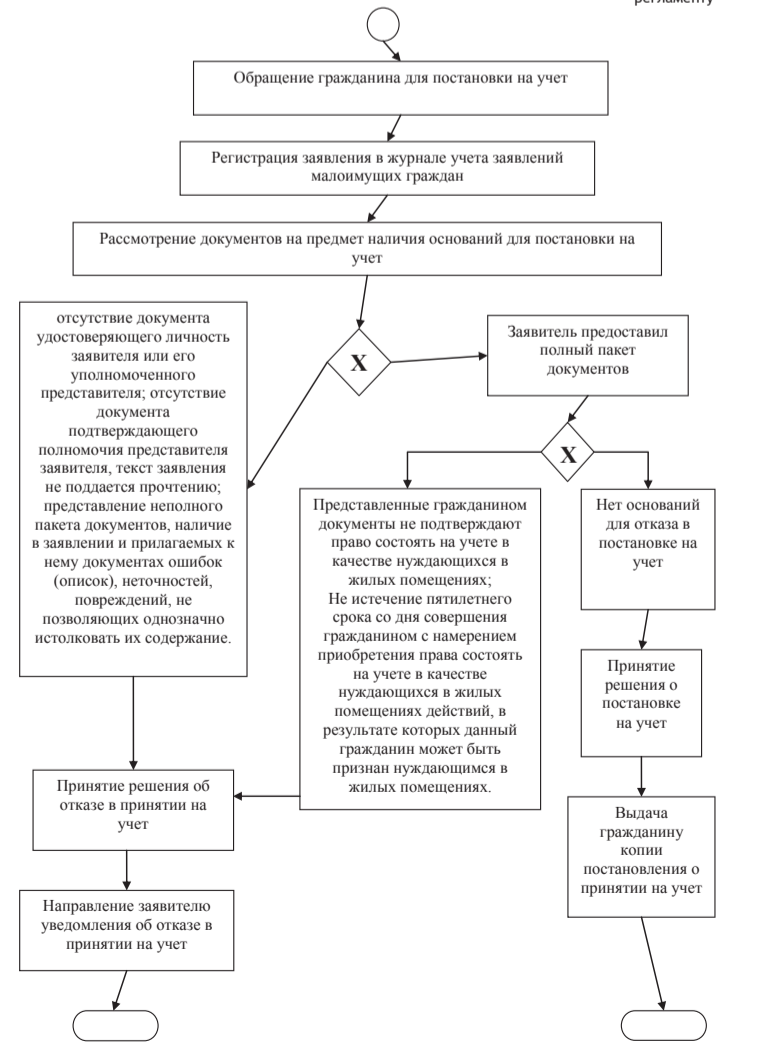 регламенту
Обращение гражданина для постановки на учет
Регистрация заявления в журнале учета заявлений
малоимущих граждан
Рассмотрение документов на предмет наличия оснований для постановки на
учет
отсутствие документа
удостоверяющего личность
заявителя или его
уполномоченного
представителя; отсутствие
документа
подтверждающего
полномочия представителя
заявителя, текст заявления
не поддается прочтению;
представление неполного
пакета документов, наличие
в заявлении и прилагаемых к
нему документах ошибок
(описок), неточностей,
повреждений, не
позволяющих однозначно
истолковать их содержание.
X
Заявитель предоставил
полный пакет
документов
X
Представленные гражданином
документы не подтверждают
право состоять на учете в
качестве нуждающихся в
жилых помещениях;
Не истечение пятилетнего
срока со дня совершения
гражданином с намерением
приобретения права состоять
на учете в качестве
нуждающихся в жилых
помещениях действий, в
результате которых данный
гражданин может быть
признан нуждающимся в
жилых помещениях.
Нет оснований
для отказа в
постановке на
учет
Принятие
решения о
постановке
на учет
Принятие решения об
отказе в принятии на
учет
Выдача
гражданину
копии
постановления о
принятии на учет
Направление заявителю
уведомления об отказе в
принятии на учет